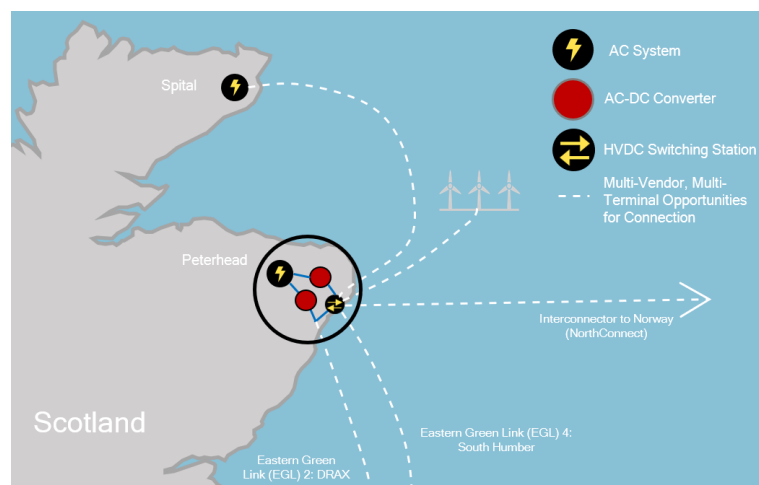 Spital
AC System
AC-DC Converter
HVDC Switching Station
Multi-Vendor, Multi-
Terminal Opportunities
for Connection
Peterhead
Interconnector to Norway
(NorthConnect)
Scotland
Eastern Green Link (EGL) 4:
South Humber
Eastern Green
Link (EGL) 2: DRAX